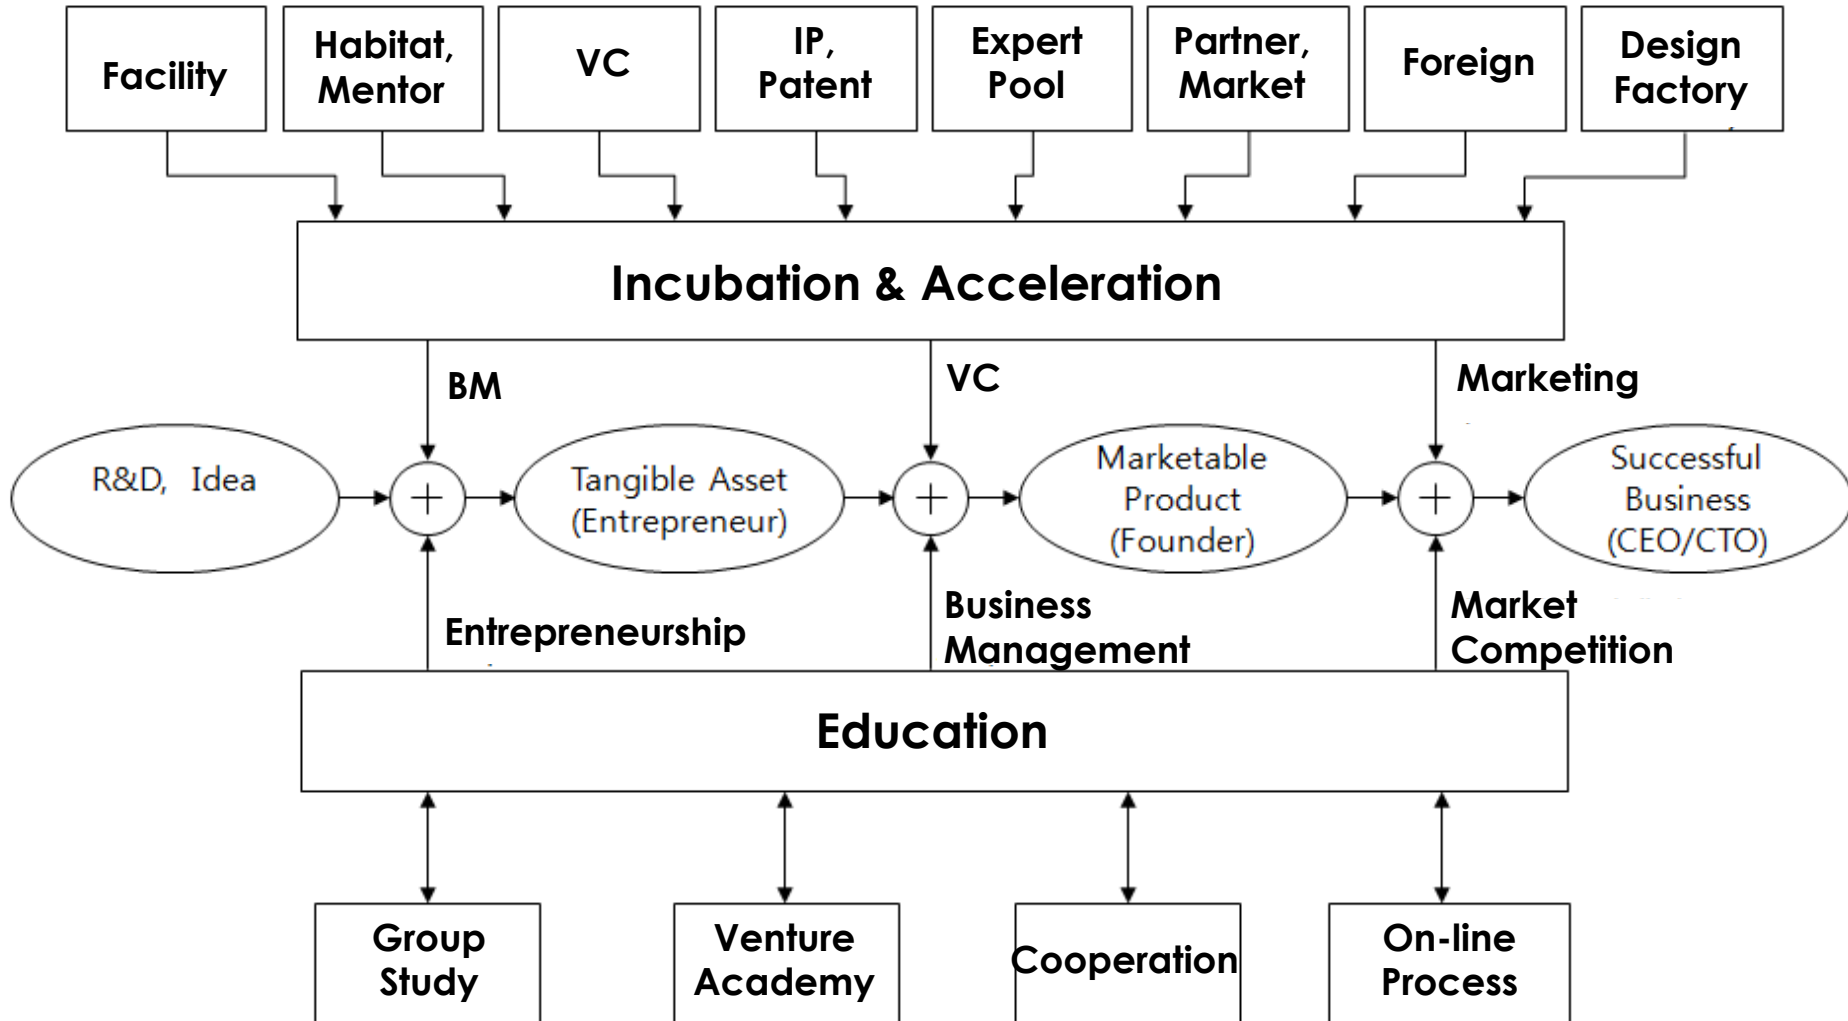 Facility
Habitat,
Mentor
VC
IP,
Patent
Expert
Pool
Partner,
Market
Foreign
Design
Factory
Incubation & Acceleration
BM
VC
Marketing
R&D, Idea
+
Tangible Asset
(Entrepreneur)
+
Marketable
Product
(Founder)
+
Successful
Business
(CEO/CTO)
Entrepreneurship
Business
Management
Market
Competition
Education
Group
Study
Venture
Academy
Cooperation
On-line
Process